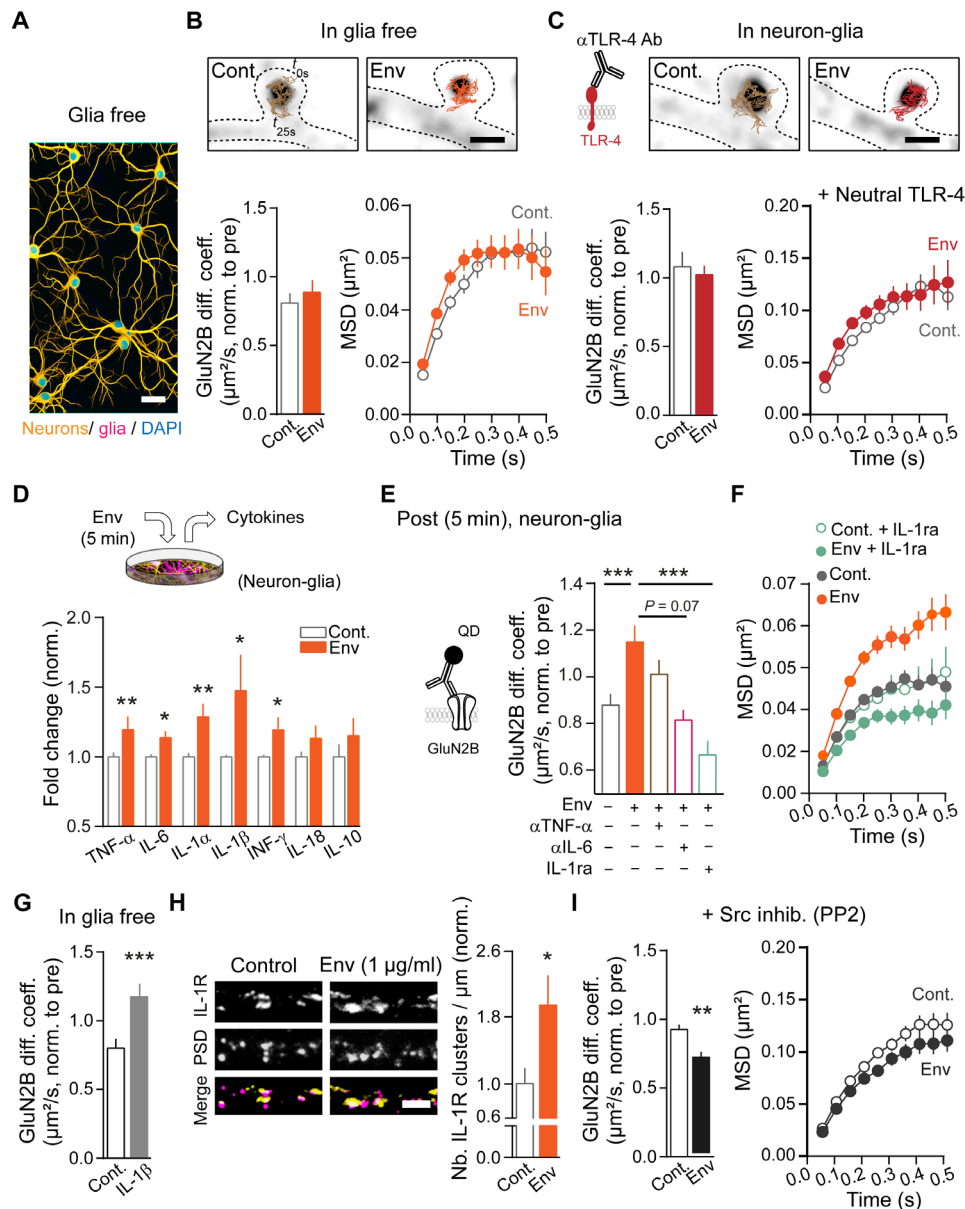 A
Glia free
Neurons/ glia / DAPI
B
In glia free
Cont.
t
0s
t
25s
Env
GluN2B diff. coeff.
(µm²/s, norm. to pre)
1.5
1.0
0.5
0.0
Cont.
Env
MSD (µm²)
0.06
0.04
0.02
0.00
Cont.
Env
0.0
0.1
0.2
0.3
0.4
0.5
Time (s)
C
In neuron-glia
αTLR-4 Ab
TLR-4
Cont.
Env
+ Neutral TLR-4
GluN2B diff. coeff.
(µm²/s, norm. to pre)
1.5
1.0
0.5
0.0
Cont.
Env
MSD (µm²)
0.20
0.15
0.10
0.05
0.00
Env
Cont.
0.0
0.1
0.2
0.3
0.4
0.5
Time (s)
D
Env
(5 min)
Cytokines
(Neuron-glia)
Fold change (norm.)
2.0
1.5
1.0
0.5
Cont.
Env
**
*
**
*
*
TNF-α
IL-6
IL-1α
IL-1β
INF-γ
IL-18
IL-10
E
Post (5 min), neuron-glia
QD
GluN2B
GluN2B diff. coeff.
(µm²/s, norm. to pre)
1.4
1.2
1.0
0.8
0.6
***
***
P = 0.07
Env – + + + +
αTNF-α – – + – –
αIL-6 – – – + –
IL-1ra – – – – +
F
Cont. + IL-1ra
Env + IL-1ra
Cont.
Env
MSD (µm²)
0.07
0.06
0.04
0.02
0.00
0.0
0.1
0.2
0.3
0.4
0.5
Time (s)
G
In glia free
GluN2B diff. coeff.
(µm²/s, norm. to pre)
1.5
1.0
0.5
0.0
***
Cont.
IL-1β
H
Control
Env (1 µg/ml)
IL-1R
PSD
Merge
Nb. IL-1R clusters / µm (norm.)
2.6
1.8
1.0
0.6
0.0
*
Cont.
Env
I
+ Src inhib. (PP2)
GluN2B diff. coeff.
(µm²/s, norm. to pre)
1.5
1.0
0.5
0.0
**
Cont.
Env
MSD (µm²)
0.20
0.15
0.10
0.05
0.00
Cont.
Env
0.0
0.1
0.2
0.3
0.4
0.5
Time (s)